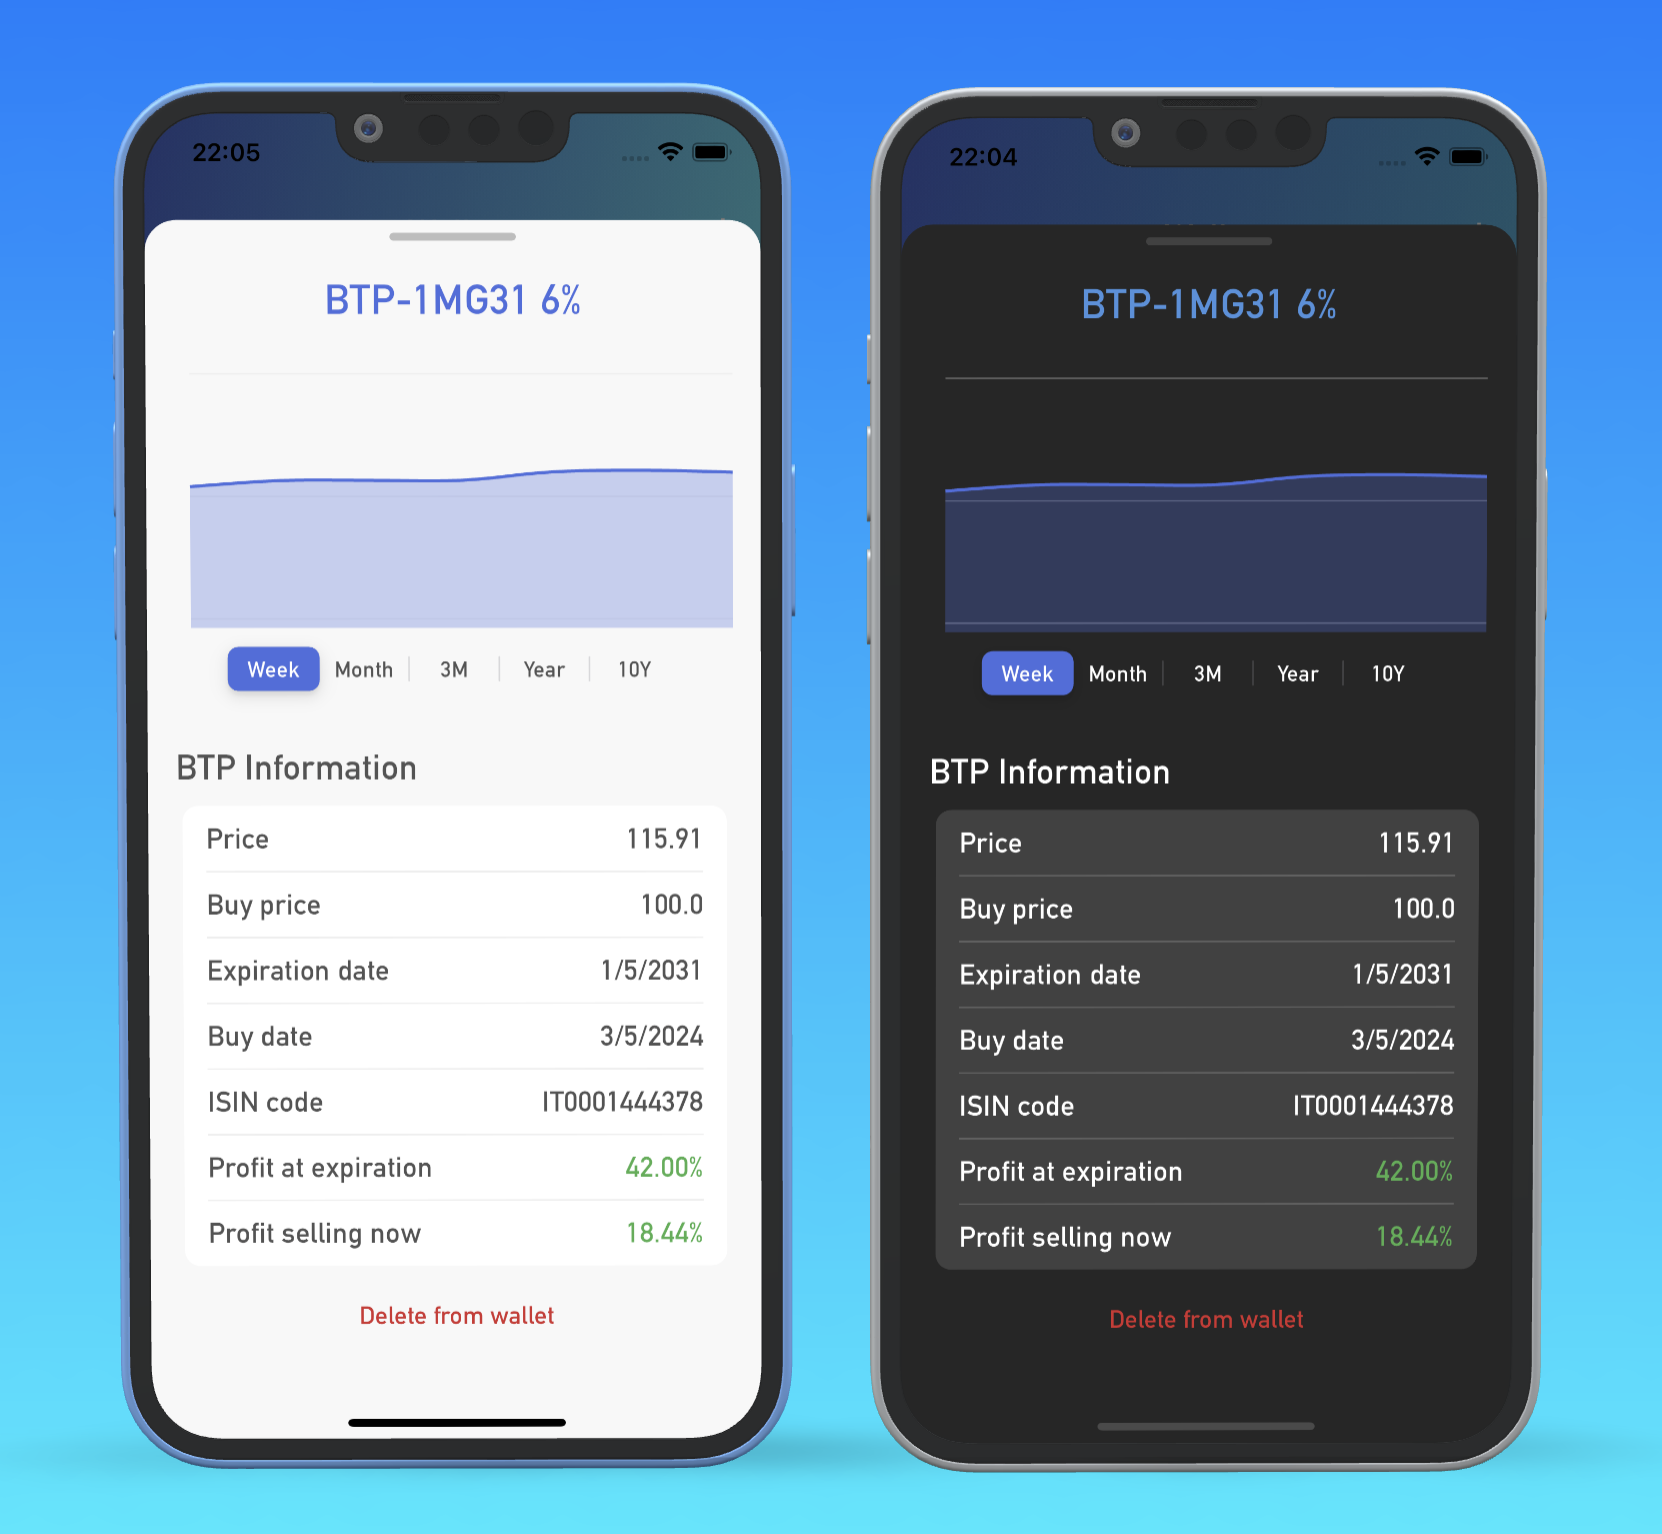 22:05
BTP-1MG31 6%
Week Month 3M Year 10Y
BTP Information
Price 115.91
Buy price 100.0
Expiration date 1/5/2031
Buy date 3/5/2024
ISIN code IT0001444378
Profit at expiration 42.00%
Profit selling now 18.44%
Delete from wallet
22:04
BTP-1MG31 6%
Week Month 3M Year 10Y
BTP Information
Price 115.91
Buy price 100.0
Expiration date 1/5/2031
Buy date 3/5/2024
ISIN code IT0001444378
Profit at expiration 42.00%
Profit selling now 18.44%
Delete from wallet